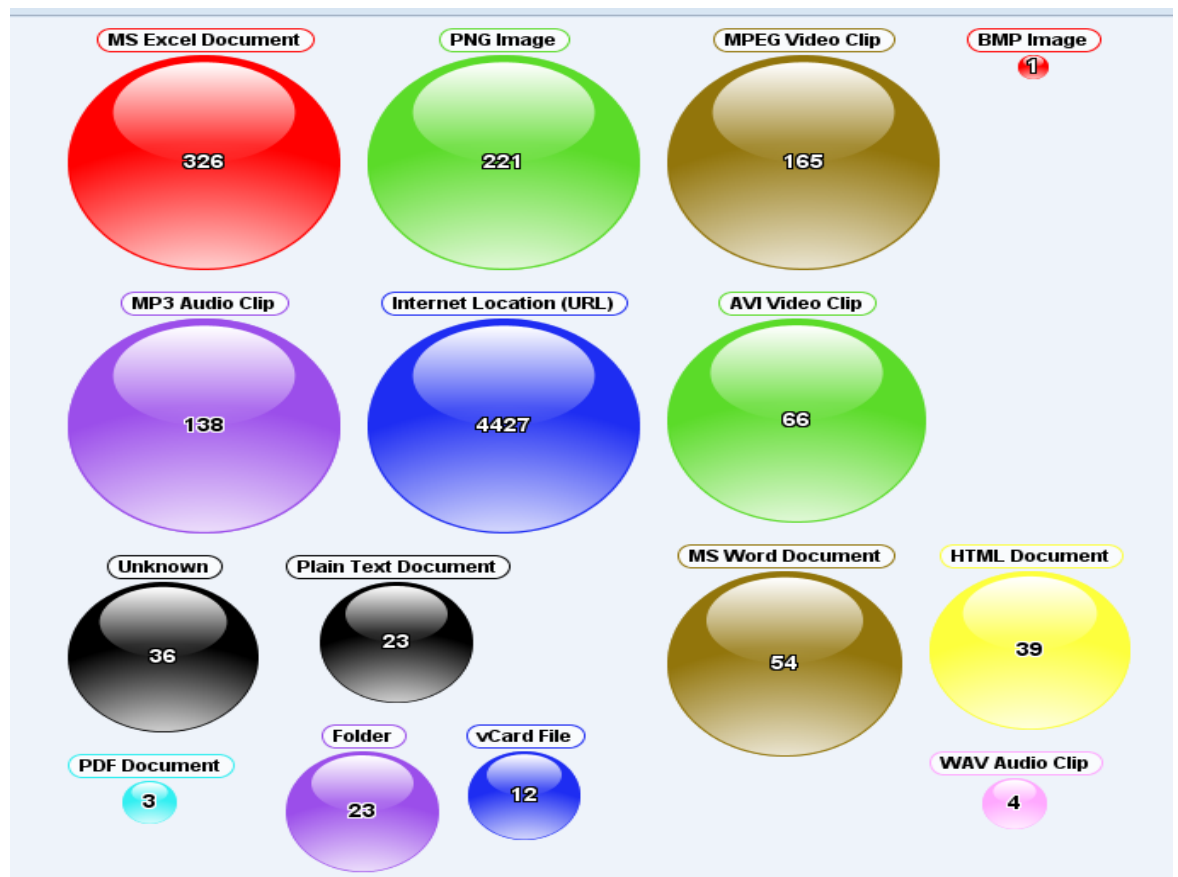 MS Excel Document
326
PNG Image
221
MPEG Video Clip
165
BMP Image
1
MP3 Audio Clip
138
Internet Location (URL)
4427
AVI Video Clip
66
Unknown
36
Plain Text Document
23
MS Word Document
54
HTML Document
39
PDF Document
3
Folder
23
vCard File
12
WAV Audio Clip
4